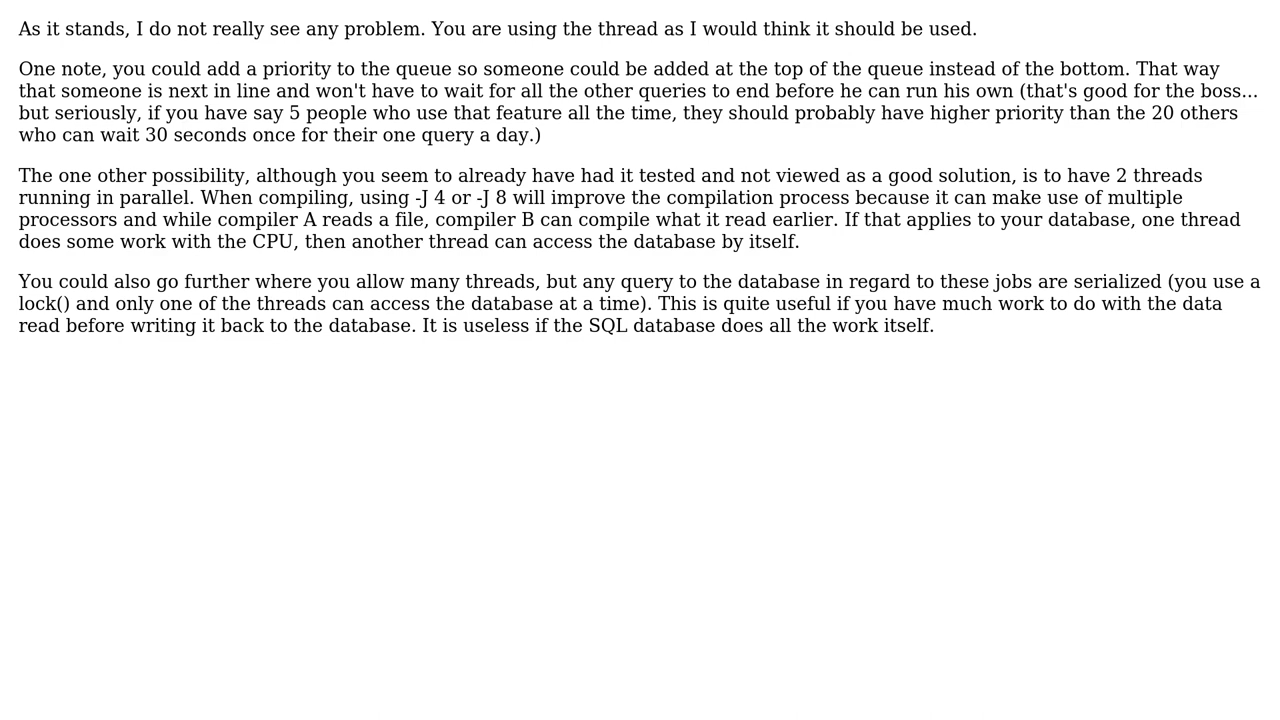 As it stands, I do not really see any problem. You are using the thread as I would think it should be used.
One note, you could add a priority to the queue so someone could be added at the top of the queue instead of the bottom. That way
that someone is next in line and won't have to wait for all the other queries to end before he can run his own (that's good for the boss...
but seriously, if you have say 5 people who use that feature all the time, they should probably have higher priority than the 20 others
who can wait 30 seconds once for their one query a day.)
The one other possibility, although you seem to already have had it tested and not viewed as a good solution, is to have 2 threads
running in parallel. When compiling, using -J 4 or -J 8 will improve the compilation process because it can make use of multiple
processors and while compiler A reads a file, compiler B can compile what it read earlier. If that applies to your database, one thread
does some work with the CPU, then another thread can access the database by itself.
You could also go further where you allow many threads, but any query to the database in regard to these jobs are serialized (you use a
lock() and only one of the threads can access the database at a time). This is quite useful if you have much work to do with the data
read before writing it back to the database. It is useless if the SQL database does all the work itself.